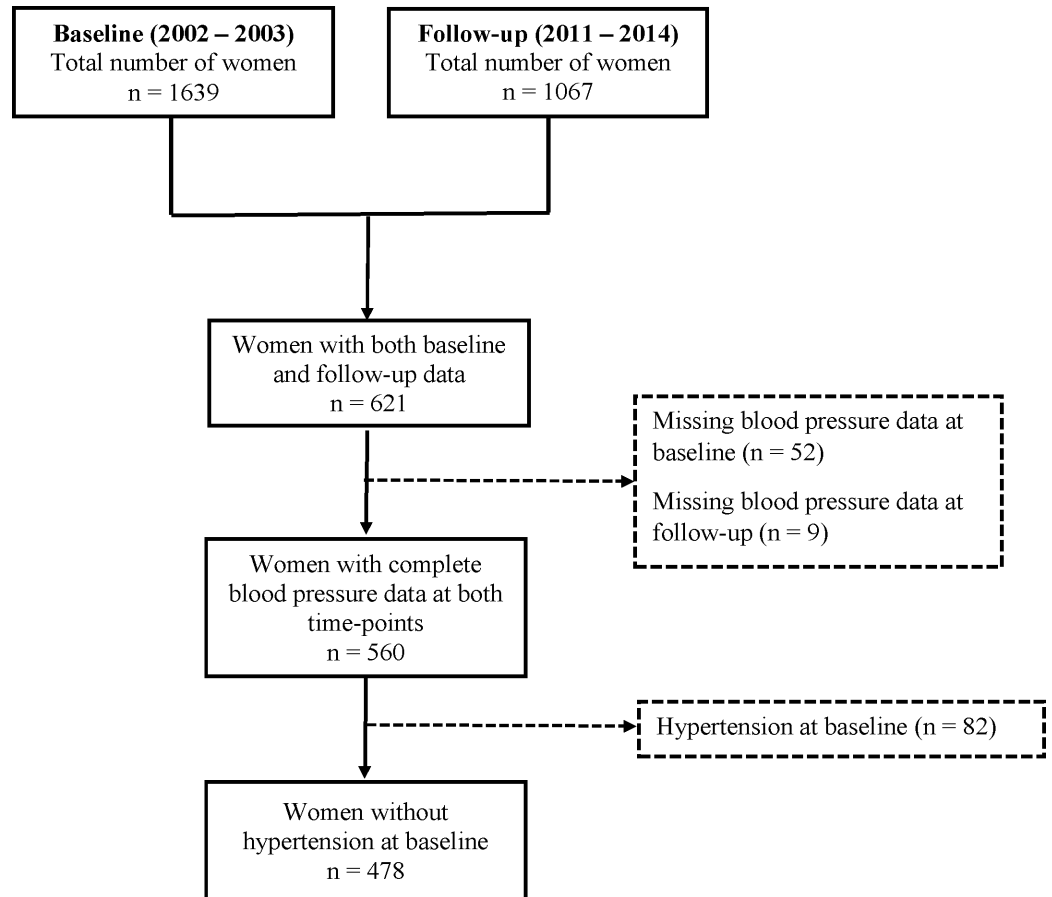 Baseline (2002 – 2003)
Total number of women
n = 1639
Follow-up (2011 – 2014)
Total number of women
n = 1067
Women with both baseline
and follow-up data
n = 621
Missing blood pressure data at
baseline (n = 52)
Missing blood pressure data at
follow-up (n = 9)
Women with complete
blood pressure data at both
time-points
n = 560
Hypertension at baseline (n = 82)
Women without
hypertension at baseline
n = 478